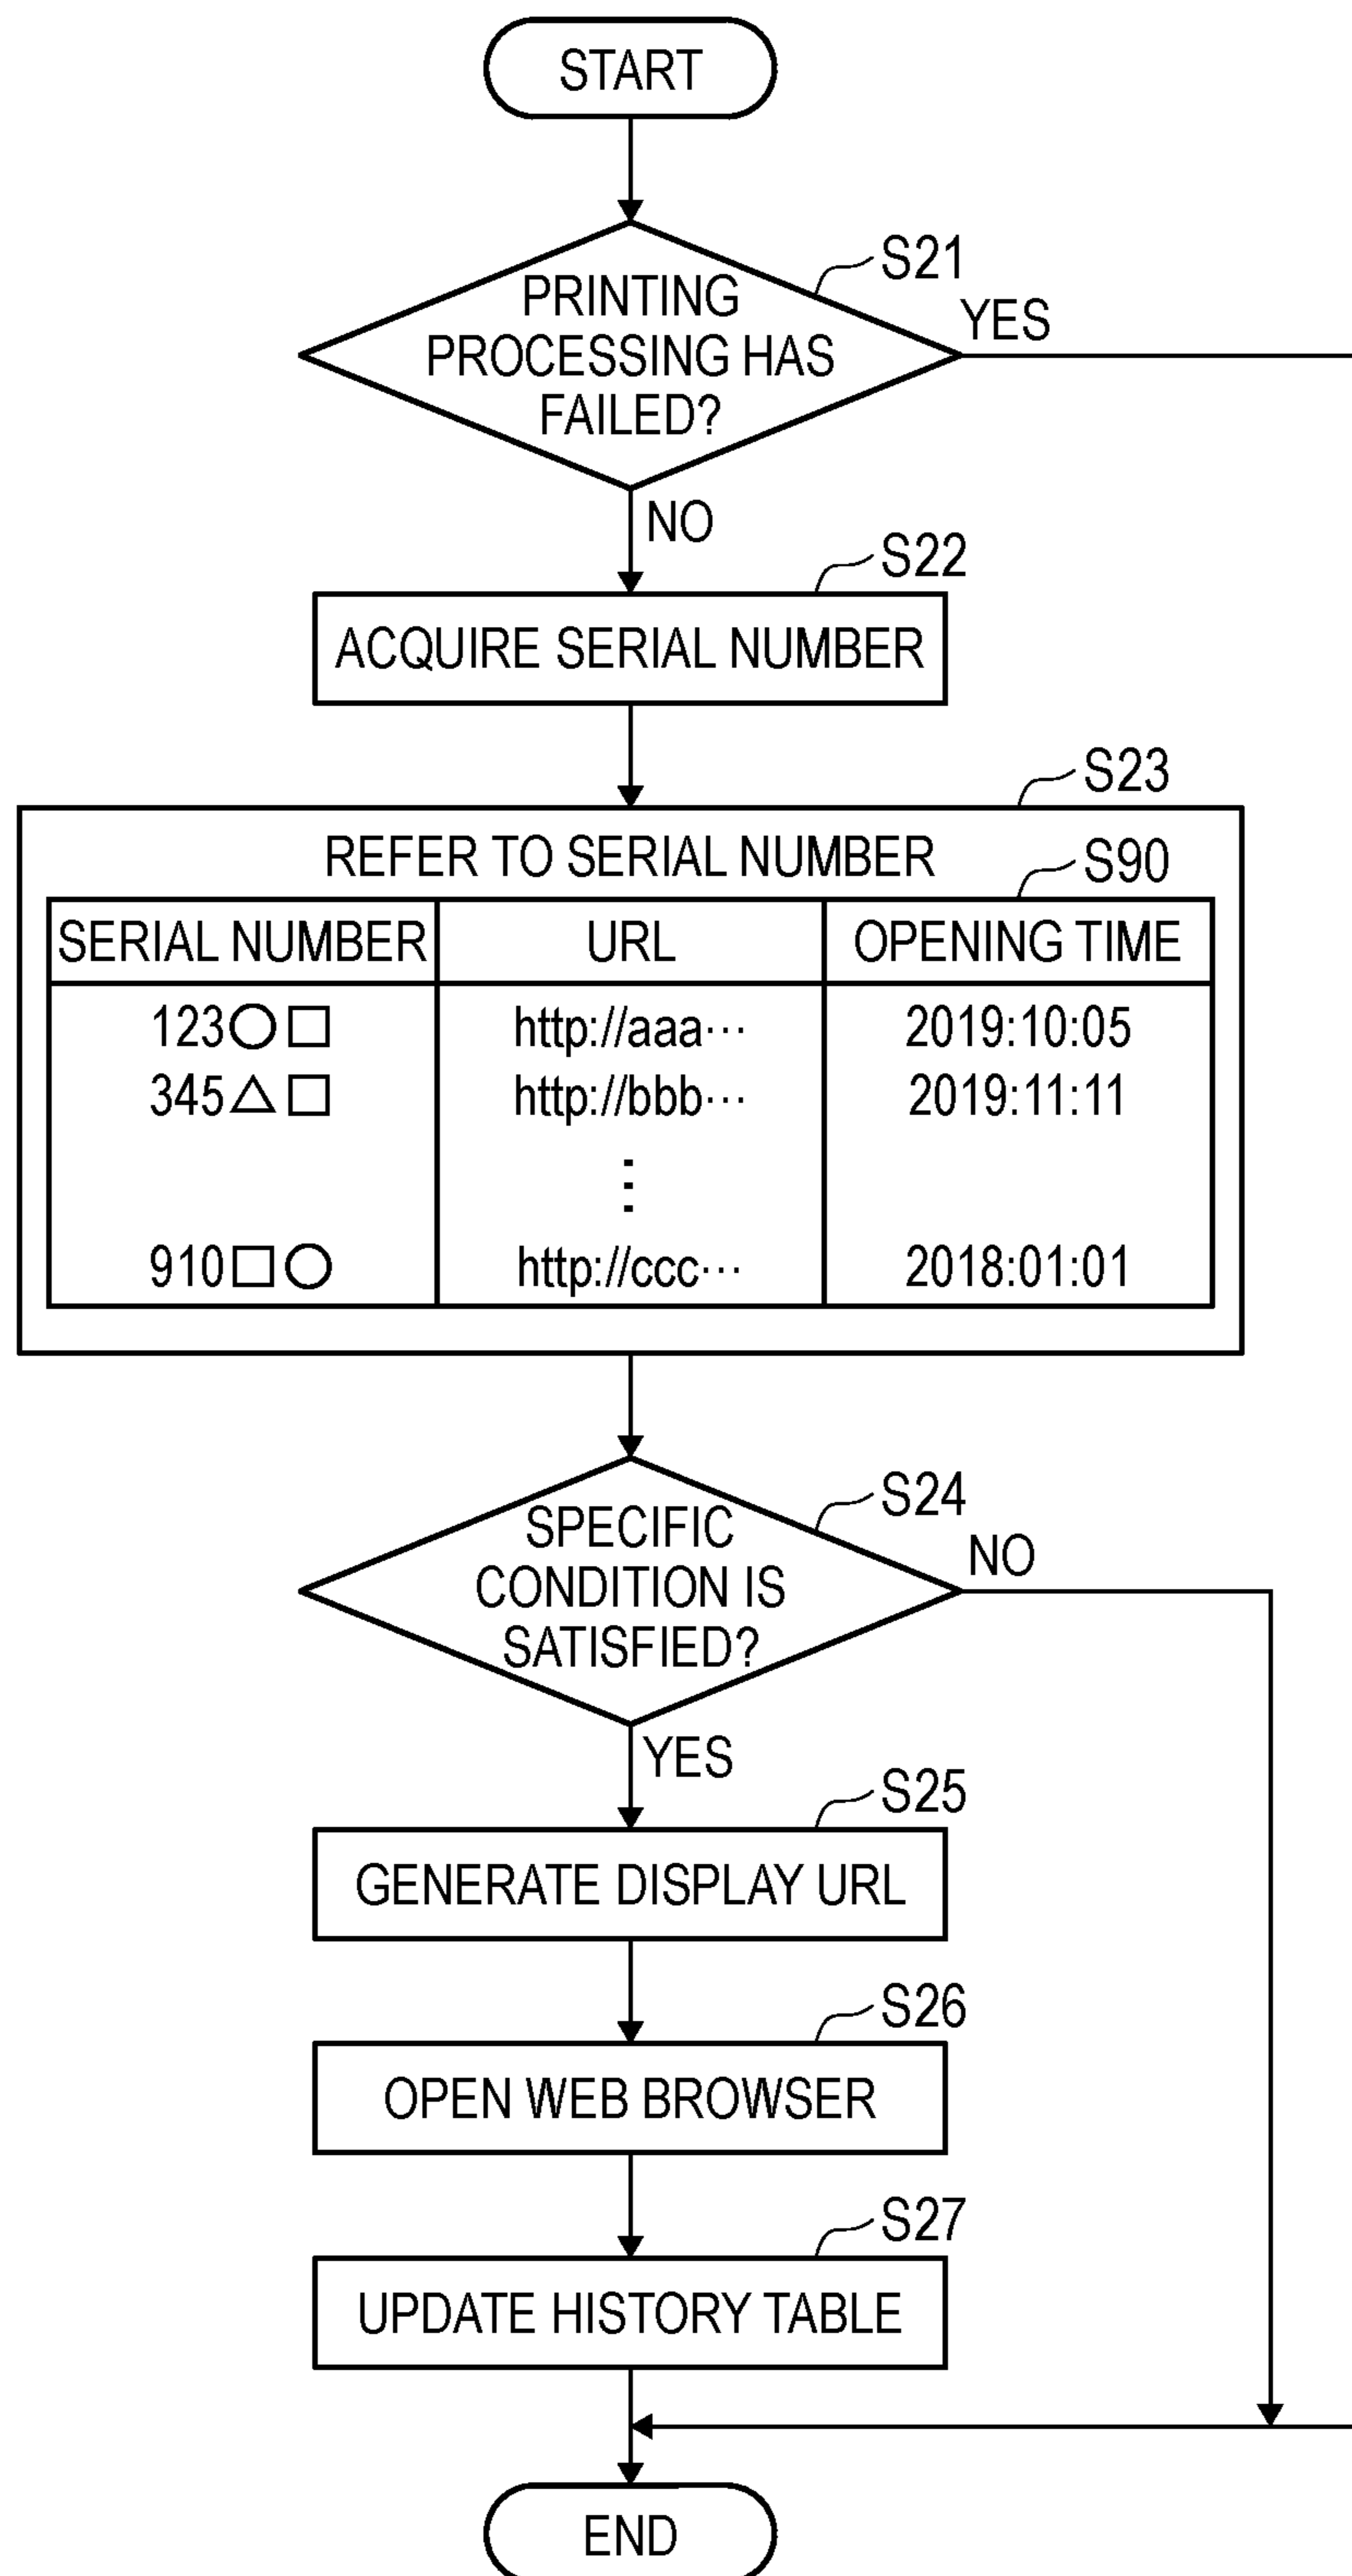 START
S21
PRINTING
PROCESSING HAS
FAILED?
YES
NO
S22
ACQUIRE SERIAL NUMBER
S23
REFER TO SERIAL NUMBER
S90
SERIAL NUMBER URL OPENING TIME
123○□ http://aaa··· 2019:10:05
345△□ http://bbb··· 2019:11:11
⋮
910□○ http://ccc··· 2018:01:01
S24
SPECIFIC
CONDITION IS
SATISFIED?
NO
YES
S25
GENERATE DISPLAY URL
S26
OPEN WEB BROWSER
S27
UPDATE HISTORY TABLE
END